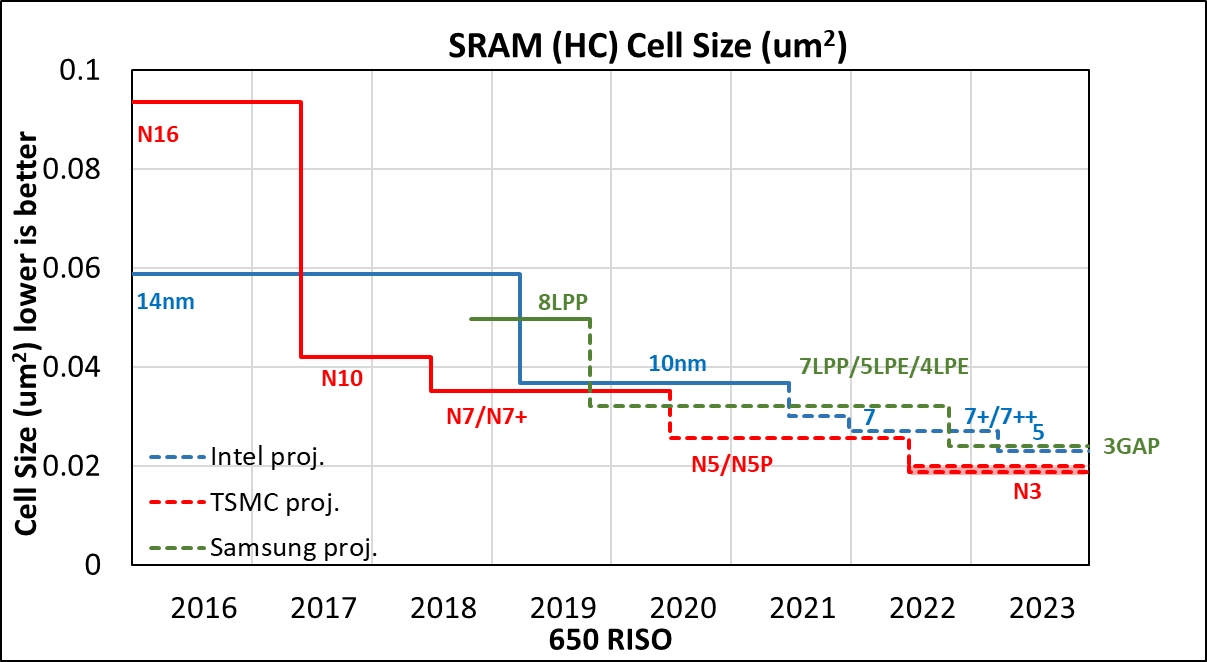 SRAM (HC) Cell Size (um²)
Cell Size (um²) lower is better
0.1
0.08
0.06
0.04
0.02
0
N16
14nm
N10
N7/N7+
8LPP
10nm
7LPP/5LPE/4LPE
7
7+/7++
5
3GAP
N5/N5P
N3
Intel proj.
TSMC proj.
Samsung proj.
2016 2017 2018 2019 2020 2021 2022 2023
650 RISO